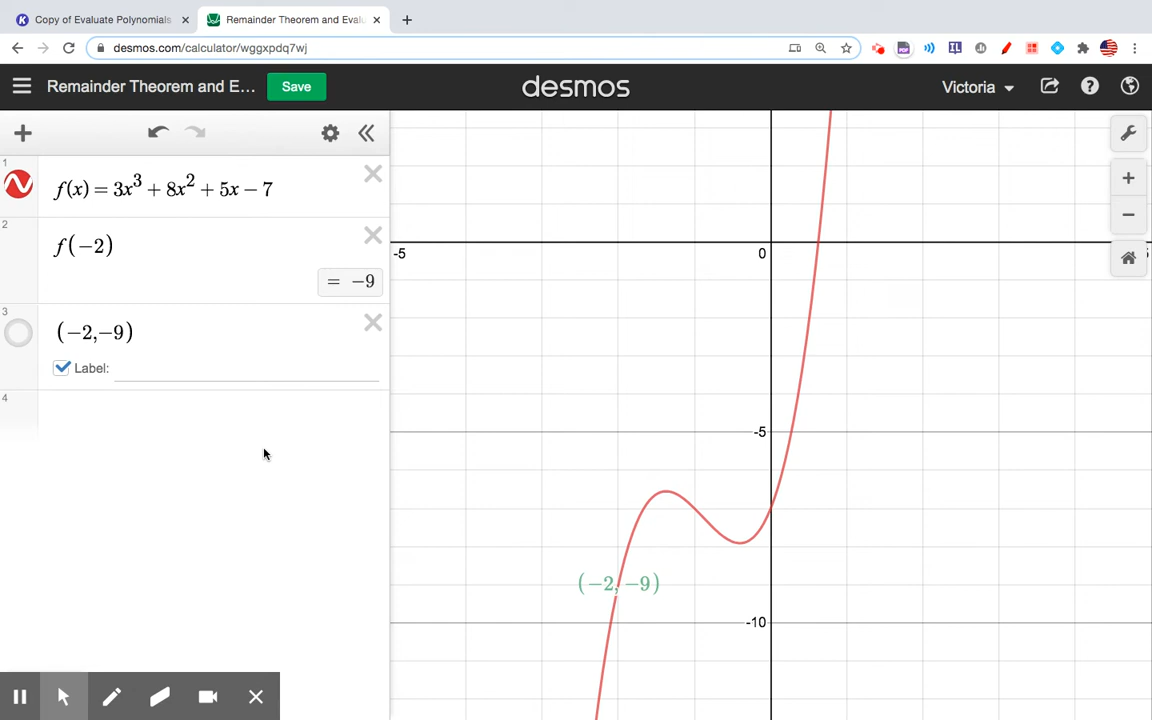 Copy of Evaluate Polynomials
Remainder Theorem and Evalu
desmos.com/calculator/wggxpdq7wj
Remainder Theorem and E...
Save
desmos
Victoria
1
f(x) = 3x³ + 8x² + 5x − 7
2
f(−2)
= −9
3
(−2,−9)
Label:
4
-5
0
-5
-10
(−2, −9)